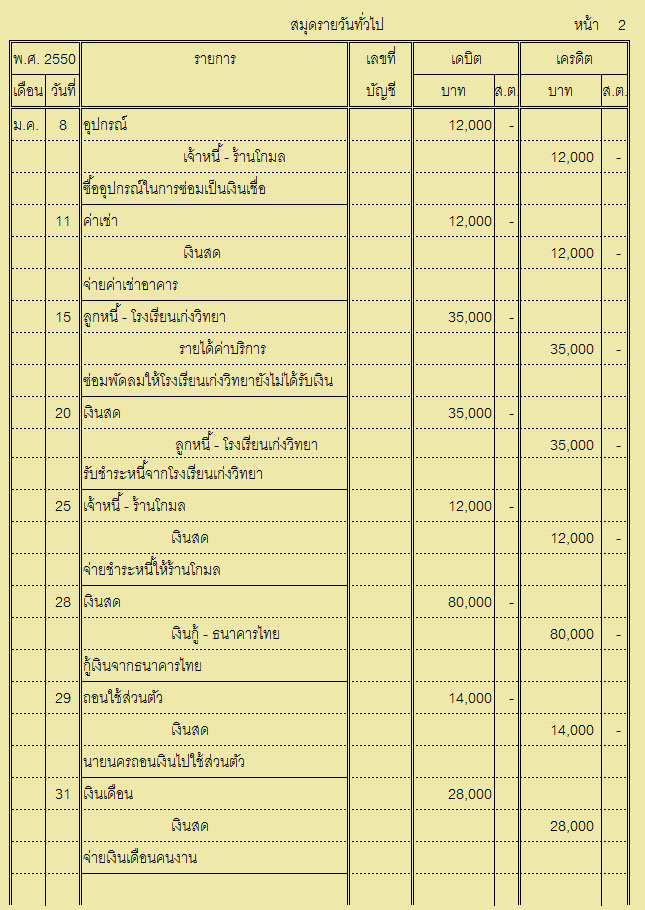 สมุดรายวันทั่วไป หน้า 2
พ.ศ. 2550 รายการ เลขที่ เดบิต เครดิต
เดือน วันที่ บัญชี บาท ส.ต. บาท ส.ต.
ม.ค. 8 อุปกรณ์ 12,000 -
เจ้าหนี้ - ร้านโกมล 12,000 -
ซื้ออุปกรณ์ในการซ่อมเป็นเงินเชื่อ
11 ค่าเช่า 12,000 -
เงินสด 12,000 -
จ่ายค่าเช่าอาคาร
15 ลูกหนี้ - โรงเรียนเก่งวิทยา 35,000 -
รายได้ค่าบริการ 35,000 -
ซ่อมพัดลมให้โรงเรียนเก่งวิทยายังไม่ได้รับเงิน
20 เงินสด 35,000 -
ลูกหนี้ - โรงเรียนเก่งวิทยา 35,000 -
รับชำระหนี้จากโรงเรียนเก่งวิทยา
25 เจ้าหนี้ - ร้านโกมล 12,000 -
เงินสด 12,000 -
จ่ายชำระหนี้ให้ร้านโกมล
28 เงินสด 80,000 -
เงินกู้ - ธนาคารไทย 80,000 -
กู้เงินจากธนาคารไทย
29 ถอนใช้ส่วนตัว 14,000 -
เงินสด 14,000 -
นายนครถอนเงินไปใช้ส่วนตัว
31 เงินเดือน 28,000
เงินสด 28,000
จ่ายเงินเดือนคนงาน